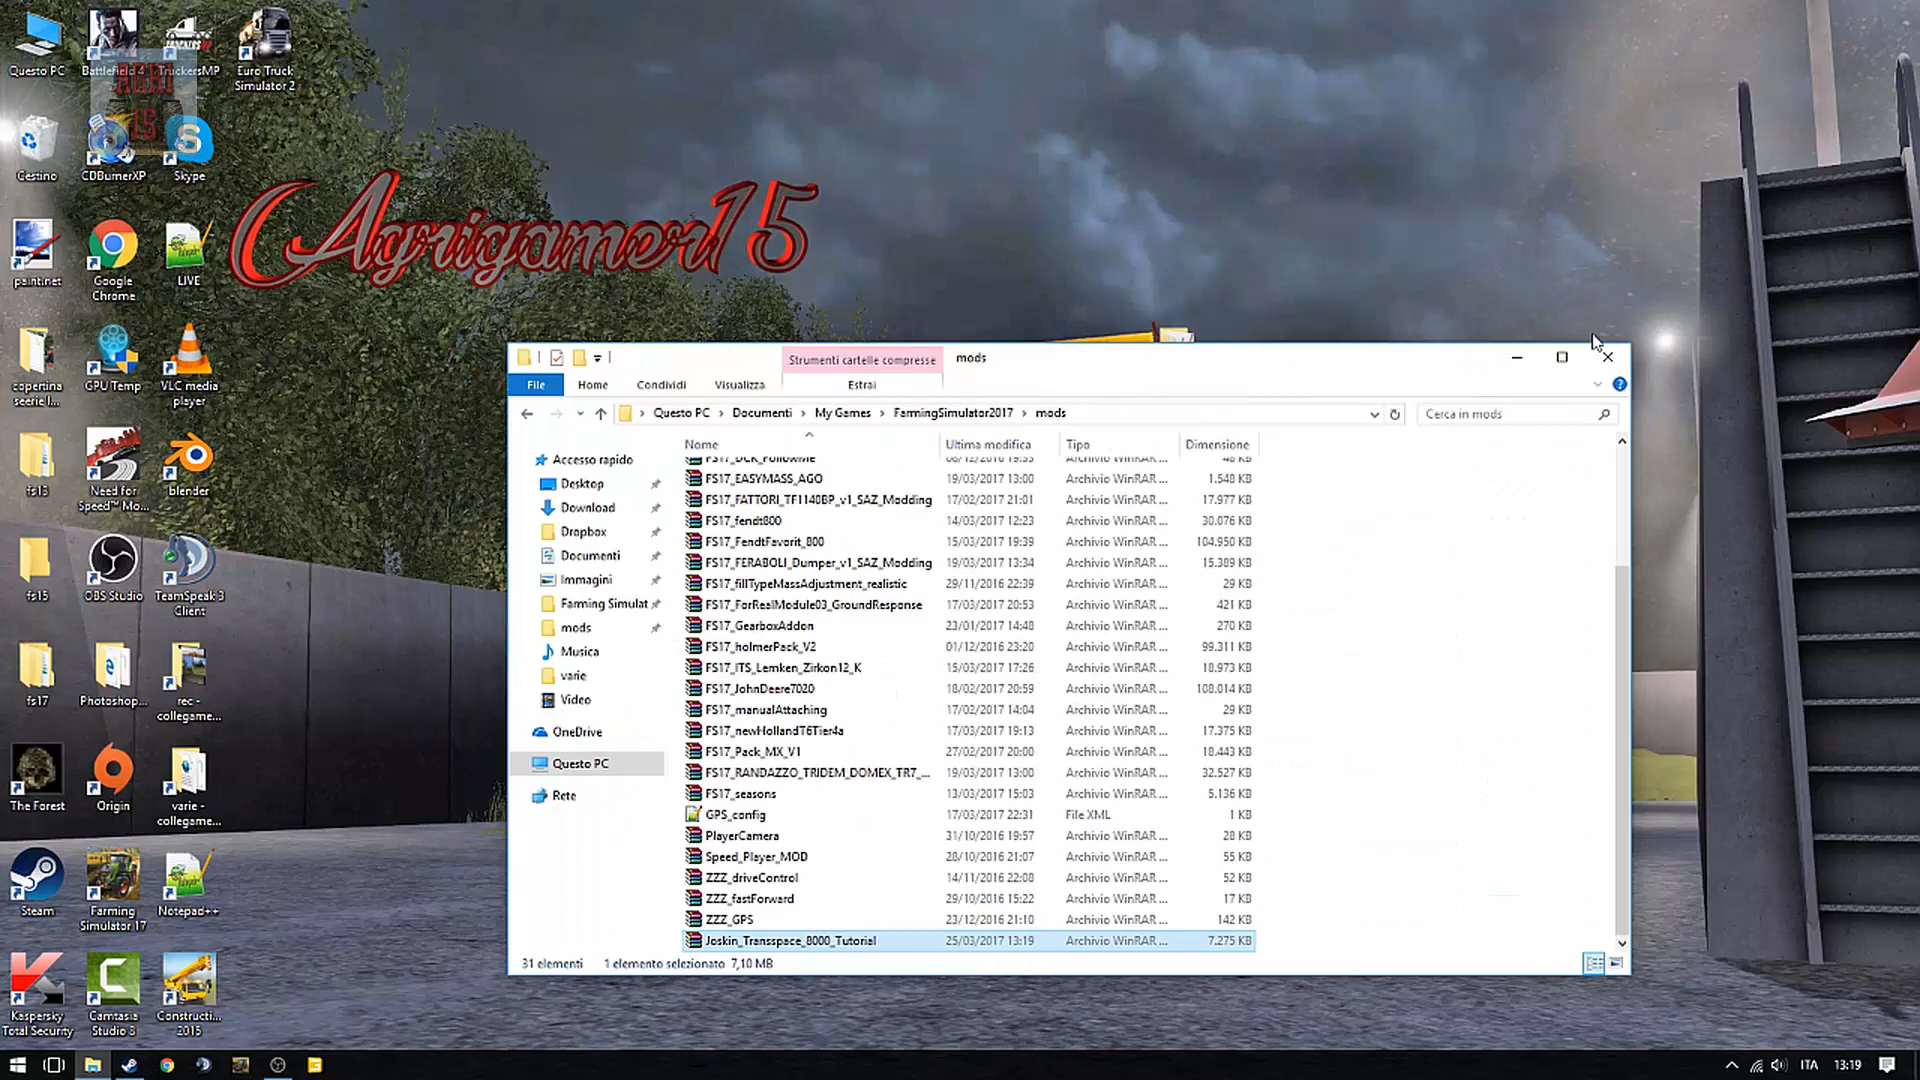 Questo PC
Battlefield 4
TruckersMP
Euro Truck
Simulator 2
AGRI
LS
Cestino
CDBurnerXP
Skype
Agrigamer15
paint.net
Google
Chrome
LIVE
copertina
seerie l...
GPU Temp
VLC media
player
fs13
Need for
Speed™ Mo...
blender
fs15
OBS Studio
TeamSpeak 3
Client
fs17
Photoshop...
rec -
collegame...
The Forest
Origin
varie -
collegame...
Steam
Farming
Simulator 17
Notepad++
Kaspersky
Total Security
Camtasia
Studio 8
Constructi...
2015
Strumenti cartelle compresse
mods
File Home Condividi Visualizza Estrai
Questo PC > Documenti > My Games > FarmingSimulator2017 > mods
Cerca in mods
Accesso rapido
Desktop
Download
Dropbox
Documenti
Immagini
Farming Simulat
mods
Musica
varie
Video
OneDrive
Questo PC
Rete
Nome Ultima modifica Tipo Dimensione
FS17_DCK_FollowMe 08/12/2016 19:55 Archivio WinRAR ... 48 KB
FS17_EASYMASS_AGO 19/03/2017 13:00 Archivio WinRAR ... 1.548 KB
FS17_FATTORI_TF1140BP_v1_SAZ_Modding 17/02/2017 21:01 Archivio WinRAR ... 17.977 KB
FS17_fendt800 14/03/2017 12:23 Archivio WinRAR ... 30.076 KB
FS17_FendtFavorit_800 15/03/2017 19:39 Archivio WinRAR ... 104.950 KB
FS17_FERABOLI_Dumper_v1_SAZ_Modding 19/03/2017 13:34 Archivio WinRAR ... 15.389 KB
FS17_fillTypeMassAdjustment_realistic 29/11/2016 22:39 Archivio WinRAR ... 29 KB
FS17_ForRealModule03_GroundResponse 17/03/2017 20:53 Archivio WinRAR ... 421 KB
FS17_GearboxAddon 23/01/2017 14:48 Archivio WinRAR ... 270 KB
FS17_holmerPack_V2 01/12/2016 23:20 Archivio WinRAR ... 99.311 KB
FS17_ITS_Lemken_Zirkon12_K 15/03/2017 17:26 Archivio WinRAR ... 18.973 KB
FS17_JohnDeere7020 18/02/2017 20:59 Archivio WinRAR ... 108.014 KB
FS17_manualAttaching 17/02/2017 14:04 Archivio WinRAR ... 29 KB
FS17_newHollandT6Tier4a 17/03/2017 19:13 Archivio WinRAR ... 17.375 KB
FS17_Pack_MX_V1 27/02/2017 20:00 Archivio WinRAR ... 18.443 KB
FS17_RANDAZZO_TRIDEM_DOMEX_TR7_... 19/03/2017 13:00 Archivio WinRAR ... 32.527 KB
FS17_seasons 13/03/2017 15:03 Archivio WinRAR ... 5.136 KB
GPS_config 17/03/2017 22:31 File XML 1 KB
PlayerCamera 31/10/2016 19:57 Archivio WinRAR ... 28 KB
Speed_Player_MOD 28/10/2016 21:07 Archivio WinRAR ... 55 KB
ZZZ_driveControl 14/11/2016 22:08 Archivio WinRAR ... 52 KB
ZZZ_fastForward 29/10/2016 15:22 Archivio WinRAR ... 17 KB
ZZZ_GPS 23/12/2016 21:10 Archivio WinRAR ... 142 KB
Joskin_Transspace_8000_Tutorial 25/03/2017 13:19 Archivio WinRAR ... 7.275 KB
31 elementi 1 elemento selezionato 7,10 MB
ITA 13:19